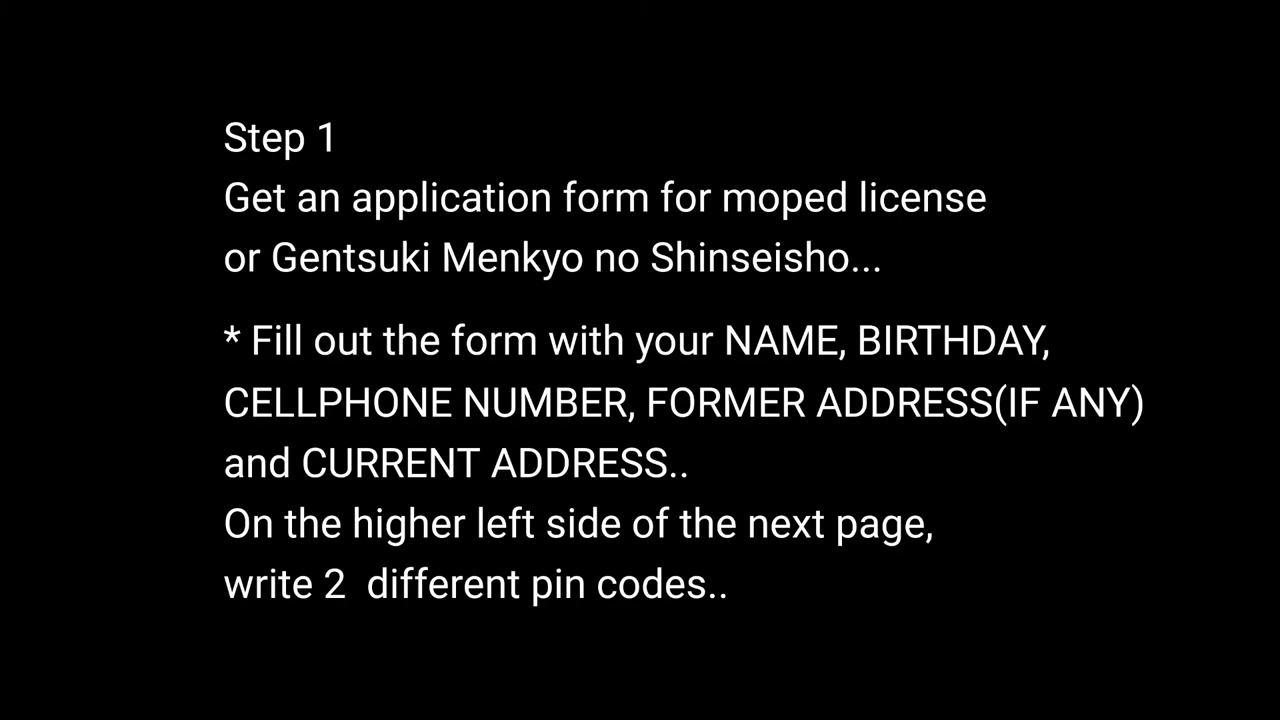 Step 1
Get an application form for moped license
or Gentsuki Menkyo no Shinseisho...
* Fill out the form with your NAME, BIRTHDAY,
CELLPHONE NUMBER, FORMER ADDRESS(IF ANY)
and CURRENT ADDRESS..
On the higher left side of the next page,
write 2  different pin codes..